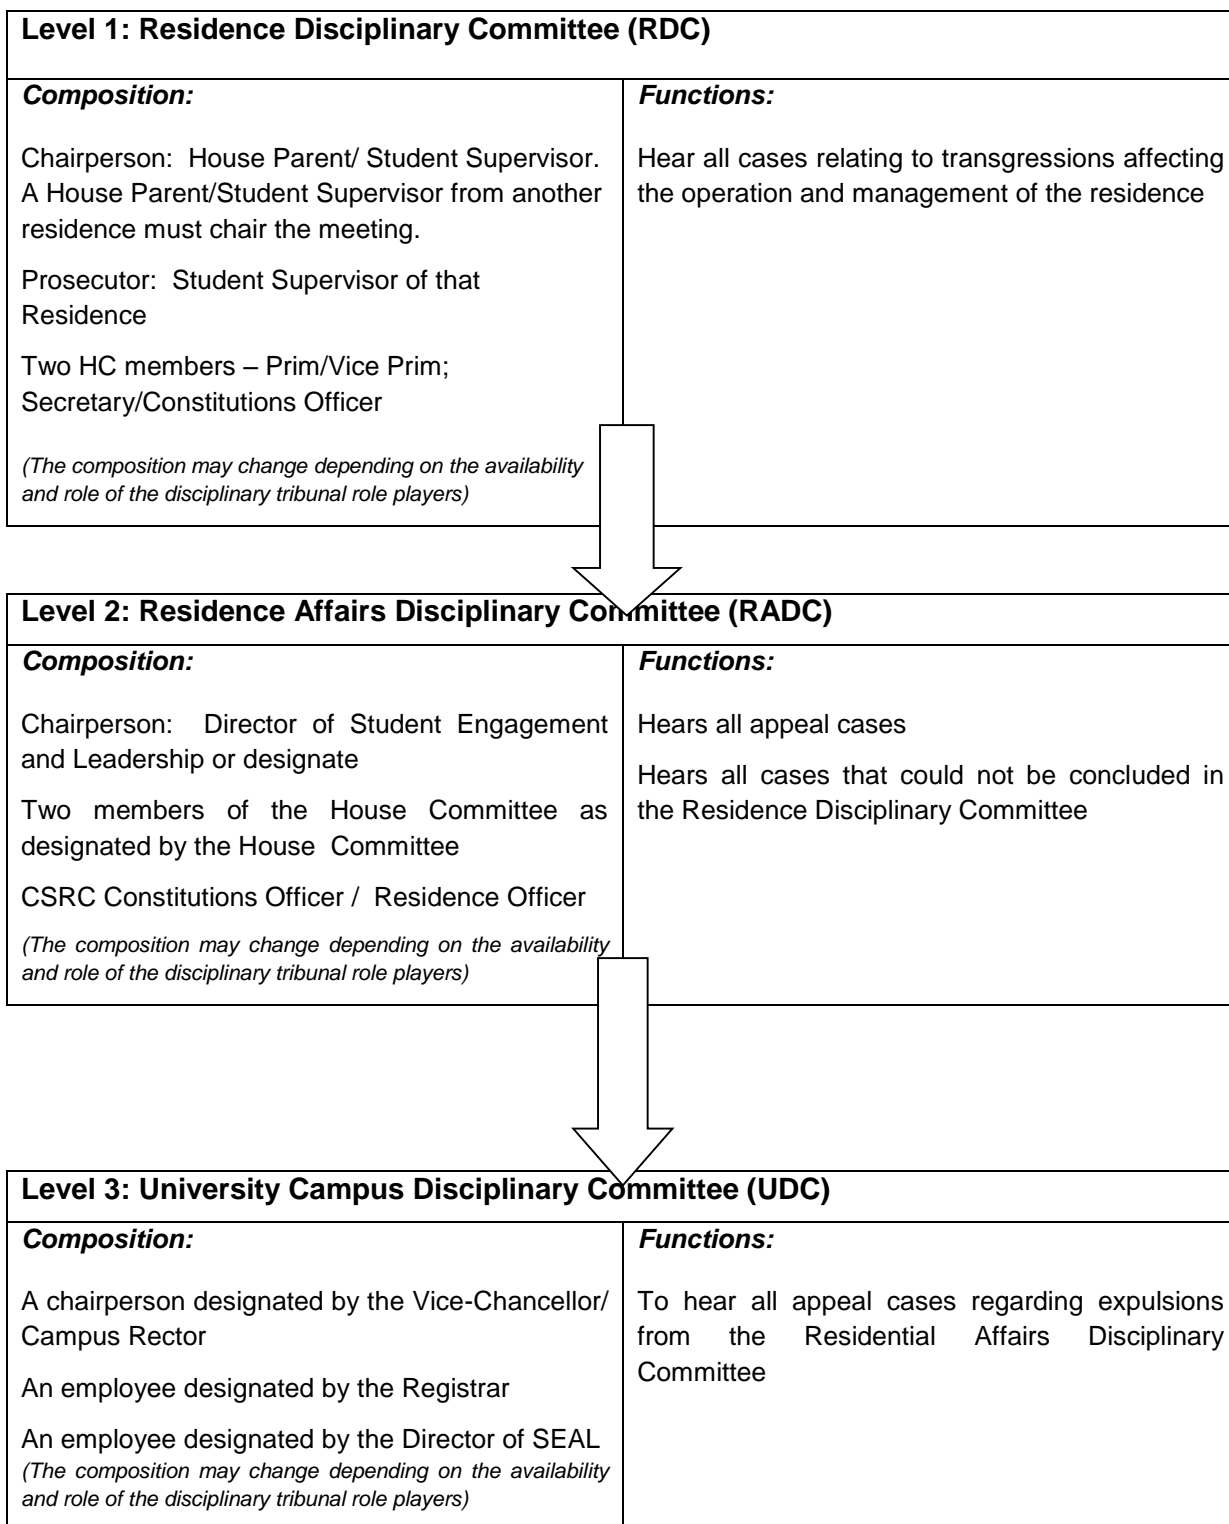 Level 1: Residence Disciplinary Committee (RDC)
Composition:
Chairperson: House Parent/ Student Supervisor.
A House Parent/Student Supervisor from another
residence must chair the meeting.
Prosecutor: Student Supervisor of that
Residence
Two HC members – Prim/Vice Prim;
Secretary/Constitutions Officer
(The composition may change depending on the availability
and role of the disciplinary tribunal role players)
Functions:
Hear all cases relating to transgressions affecting
the operation and management of the residence
Level 2: Residence Affairs Disciplinary Committee (RADC)
Composition:
Chairperson: Director of Student Engagement
and Leadership or designate
Two members of the House Committee as
designated by the House Committee
CSRC Constitutions Officer / Residence Officer
(The composition may change depending on the availability
and role of the disciplinary tribunal role players)
Functions:
Hears all appeal cases
Hears all cases that could not be concluded in
the Residence Disciplinary Committee
Level 3: University Campus Disciplinary Committee (UDC)
Composition:
A chairperson designated by the Vice-Chancellor/
Campus Rector
An employee designated by the Registrar
An employee designated by the Director of SEAL
(The composition may change depending on the availability
and role of the disciplinary tribunal role players)
Functions:
To hear all appeal cases regarding expulsions
from the Residential Affairs Disciplinary
Committee